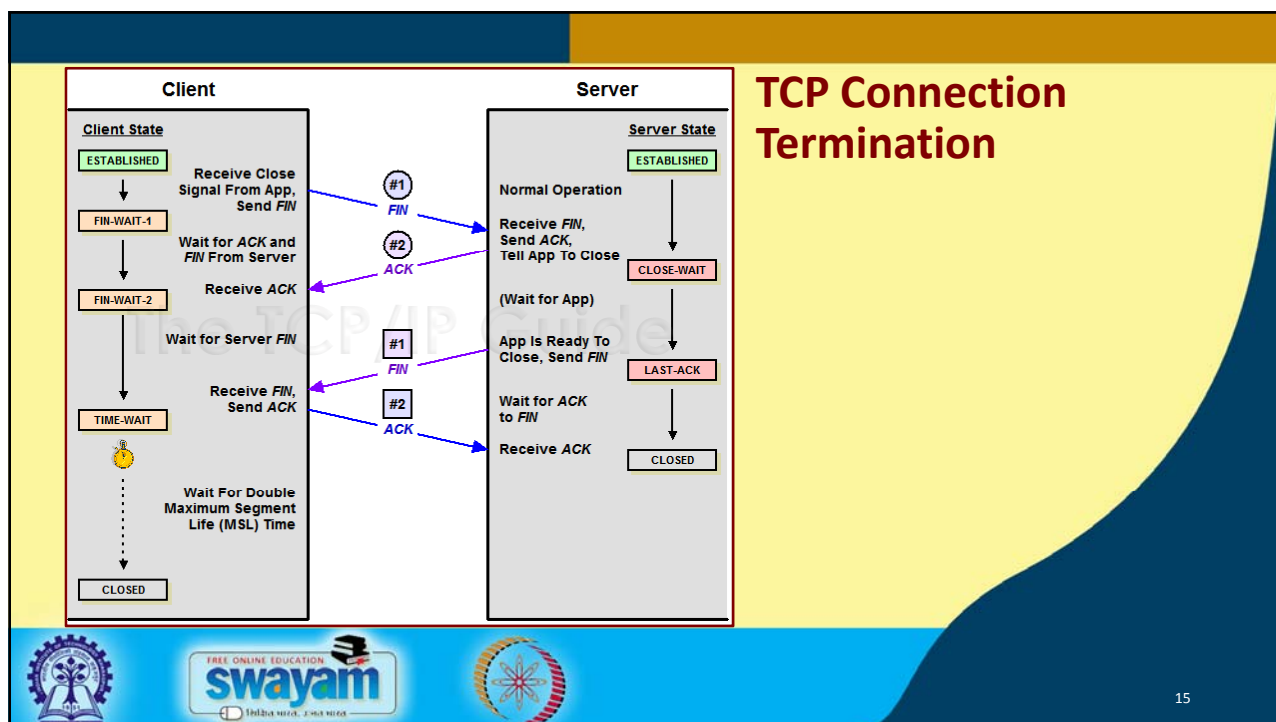 TCP Connection
Termination
Client
Server
Client State
ESTABLISHED
FIN-WAIT-1
FIN-WAIT-2
TIME-WAIT
CLOSED
Receive Close
Signal From App,
Send FIN
Wait for ACK and
FIN From Server
Receive ACK
Wait for Server FIN
Receive FIN,
Send ACK
Wait For Double
Maximum Segment
Life (MSL) Time
#1
FIN
#2
ACK
#1
FIN
#2
ACK
Normal Operation
Receive FIN,
Send ACK,
Tell App To Close
(Wait for App)
App Is Ready To
Close, Send FIN
Wait for ACK
to FIN
Receive ACK
Server State
ESTABLISHED
CLOSE-WAIT
LAST-ACK
CLOSED
The TCP/IP Guide
FREE ONLINE EDUCATION
swayam
15